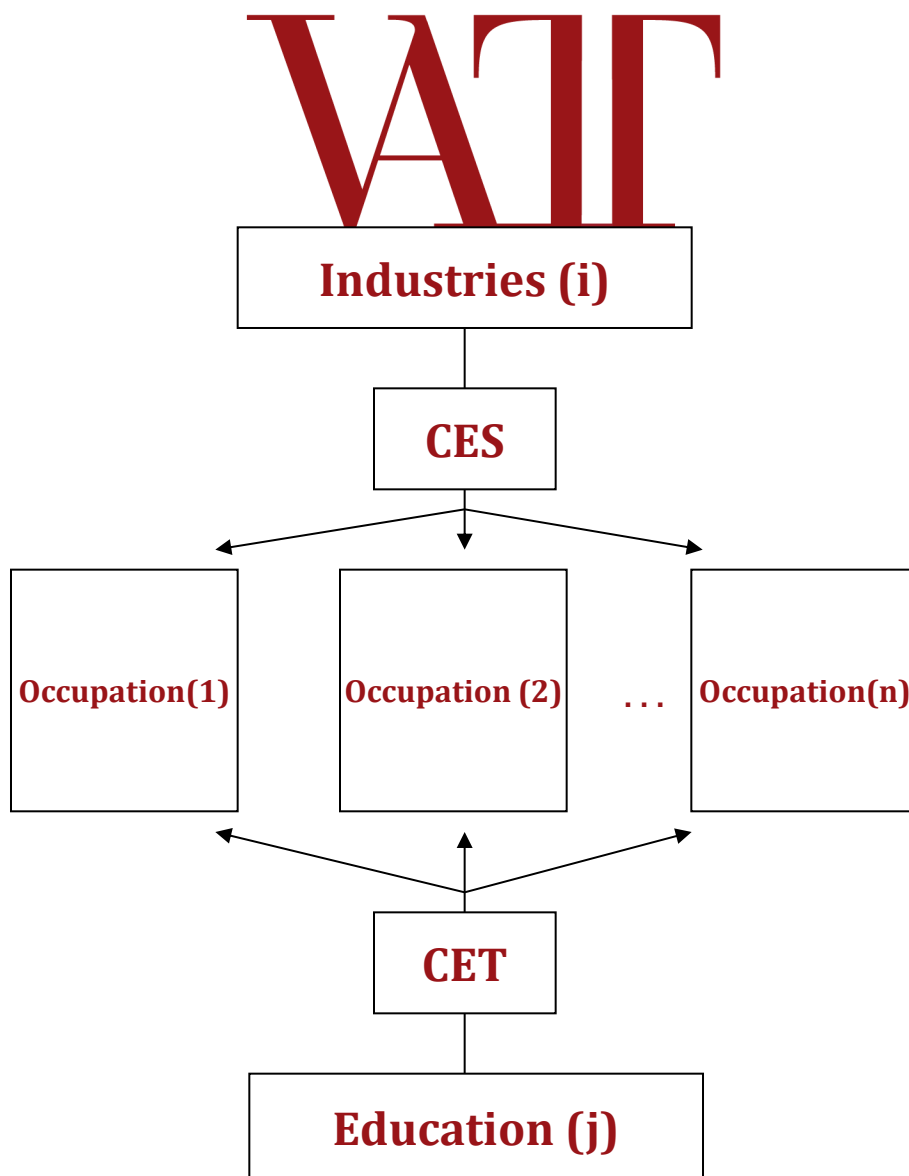 VATT
Industries (i)
CES
Occupation(1)
Occupation (2)
...
Occupation(n)
CET
Education (j)